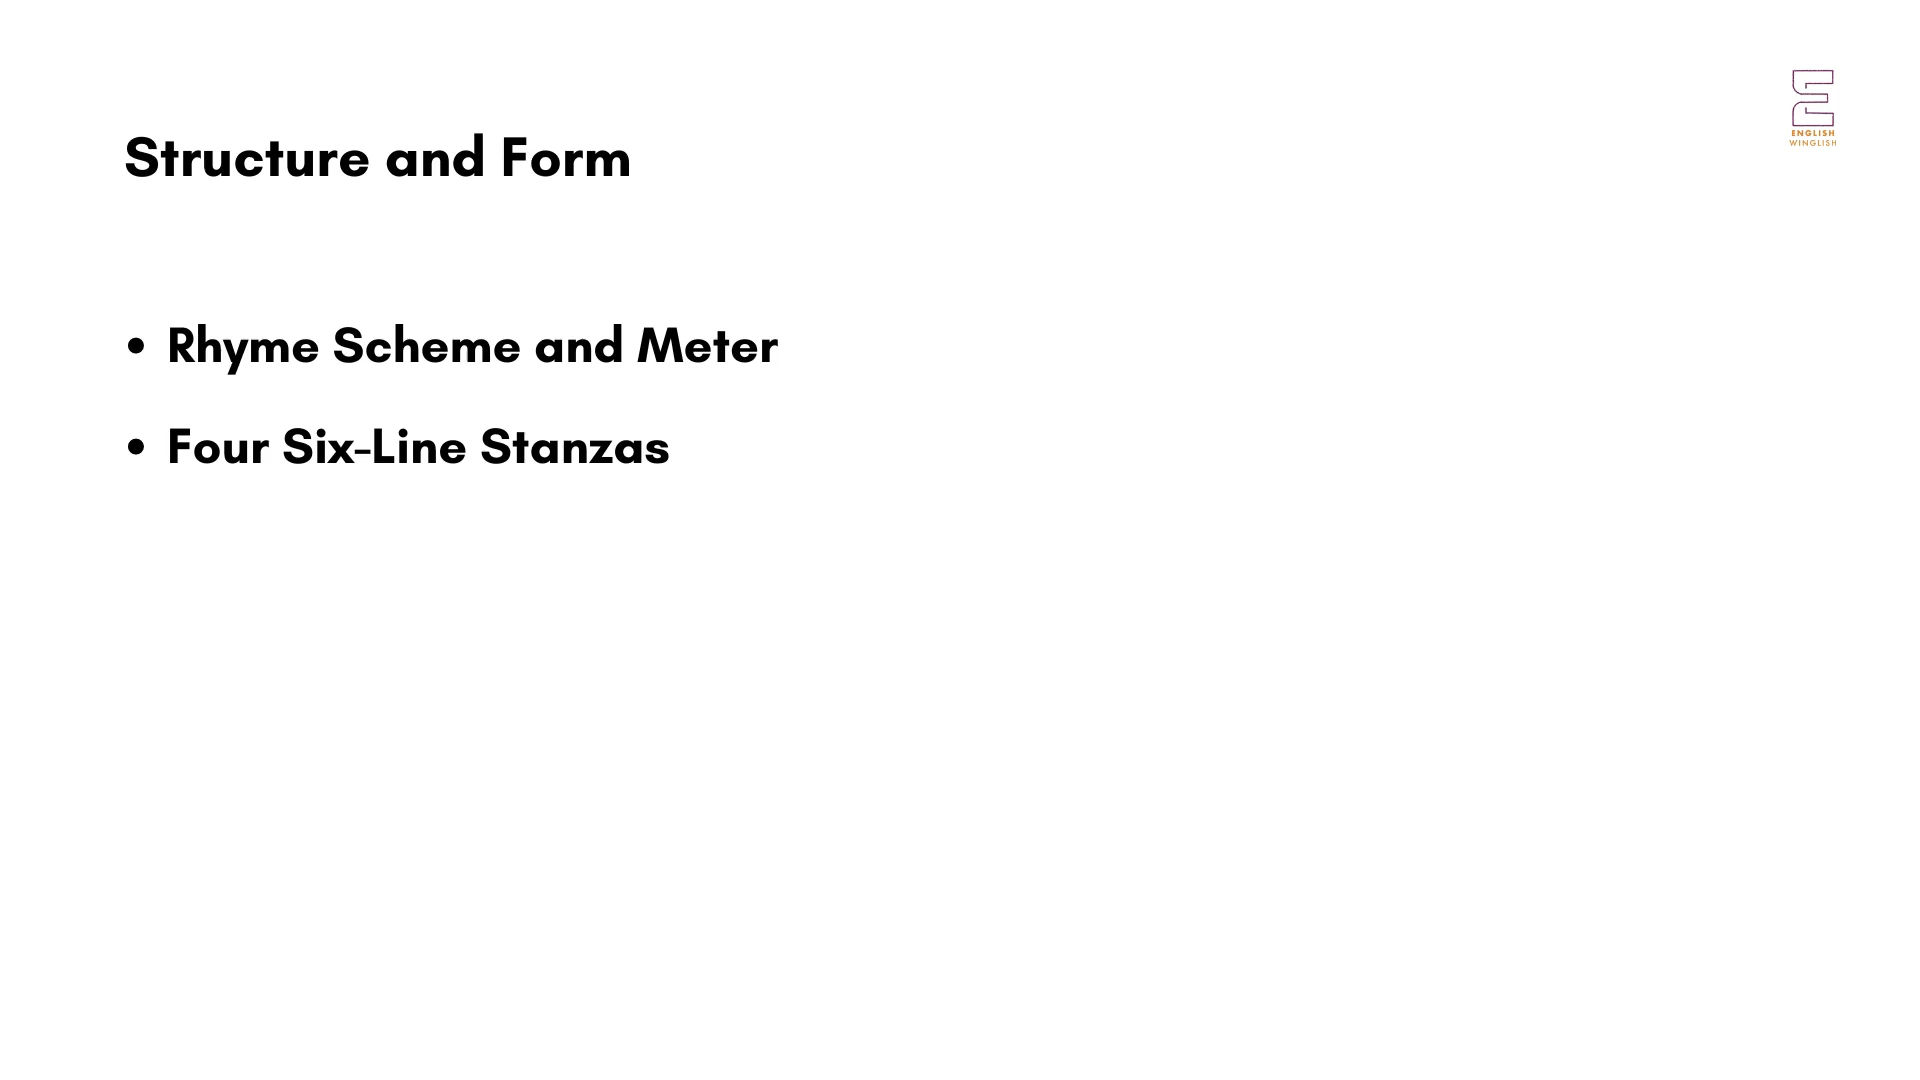 ENGLISH
WINGLISH
Structure and Form
• Rhyme Scheme and Meter
• Four Six-Line Stanzas